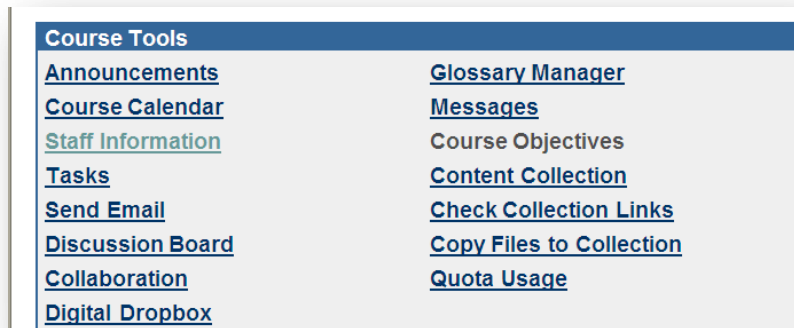 Course Tools
Announcements
Course Calendar
Staff Information
Tasks
Send Email
Discussion Board
Collaboration
Digital Dropbox
Glossary Manager
Messages
Course Objectives
Content Collection
Check Collection Links
Copy Files to Collection
Quota Usage